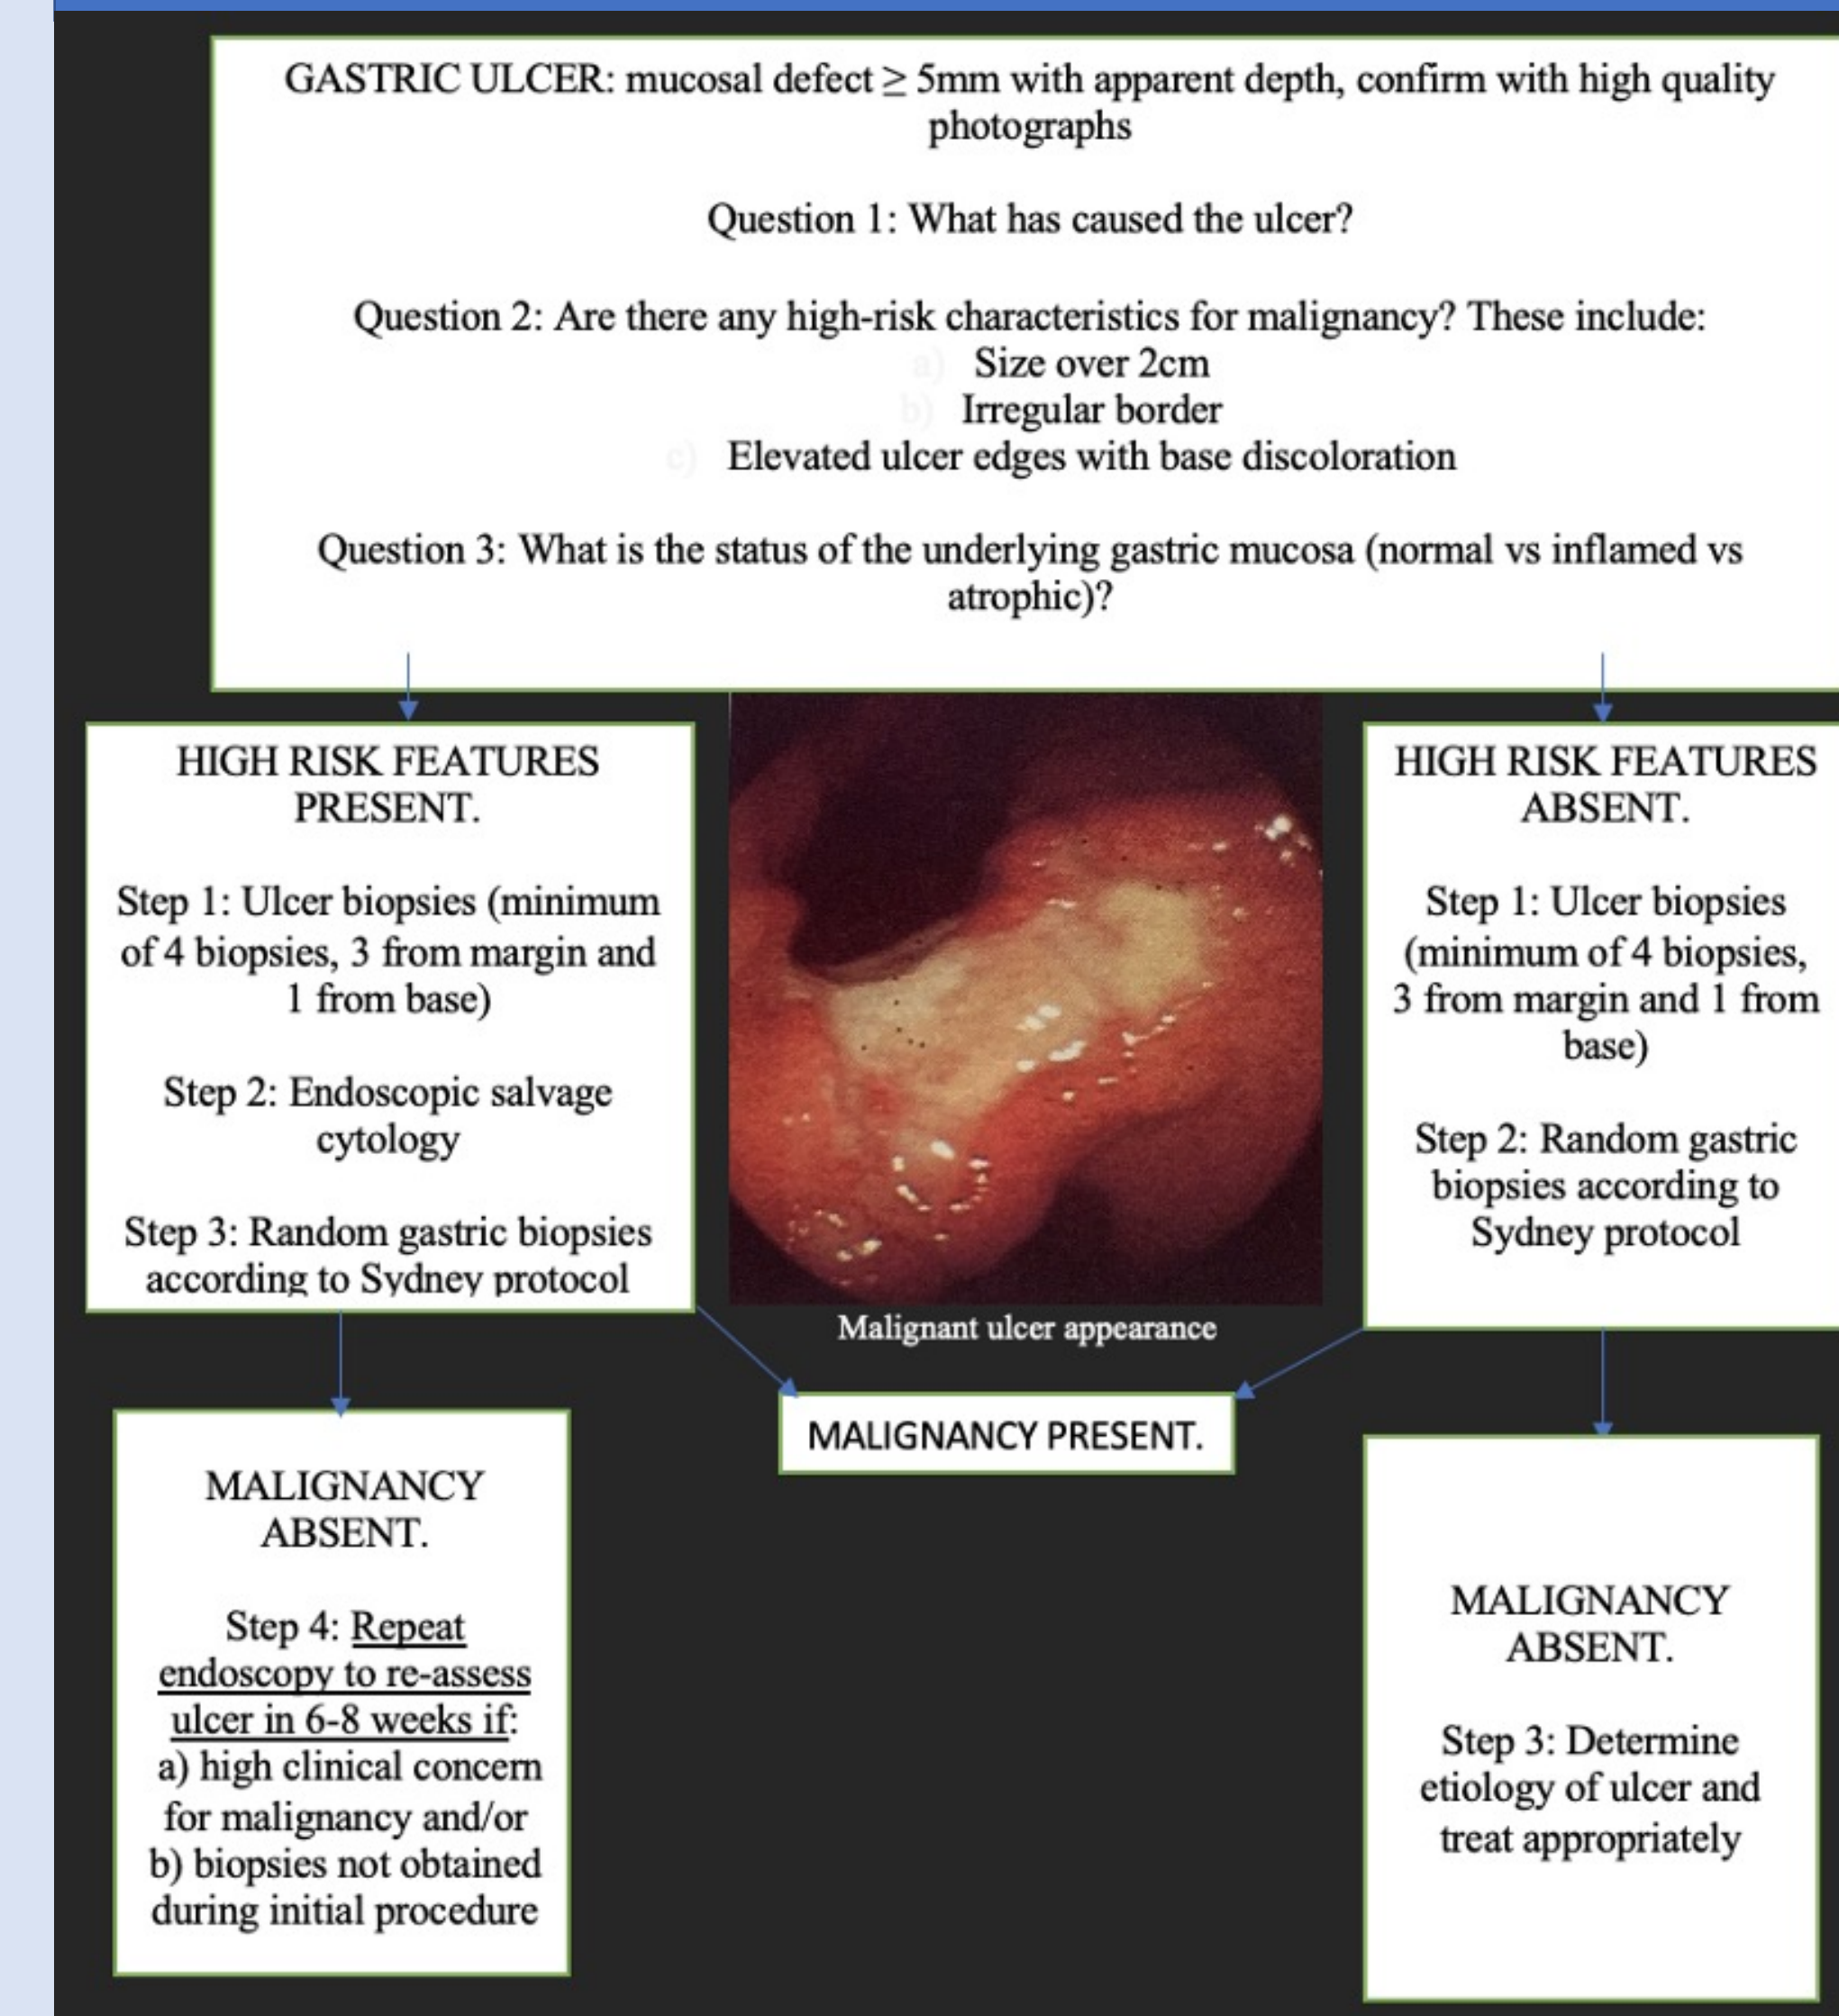 GASTRIC ULCER: mucosal defect ≥ 5mm with apparent depth, confirm with high quality
photographs
Question 1: What has caused the ulcer?
Question 2: Are there any high-risk characteristics for malignancy? These include:
a) Size over 2cm
b) Irregular border
c) Elevated ulcer edges with base discoloration
Question 3: What is the status of the underlying gastric mucosa (normal vs inflamed vs
atrophic)?
HIGH RISK FEATURES
PRESENT.
Step 1: Ulcer biopsies (minimum
of 4 biopsies, 3 from margin and
1 from base)
Step 2: Endoscopic salvage
cytology
Step 3: Random gastric biopsies
according to Sydney protocol
Malignant ulcer appearance
HIGH RISK FEATURES
ABSENT.
Step 1: Ulcer biopsies
(minimum of 4 biopsies,
3 from margin and 1 from
base)
Step 2: Random gastric
biopsies according to
Sydney protocol
MALIGNANCY PRESENT.
MALIGNANCY
ABSENT.
Step 4: Repeat
endoscopy to re-assess
ulcer in 6-8 weeks if:
a) high clinical concern
for malignancy and/or
b) biopsies not obtained
during initial procedure
MALIGNANCY
ABSENT.
Step 3: Determine
etiology of ulcer and
treat appropriately